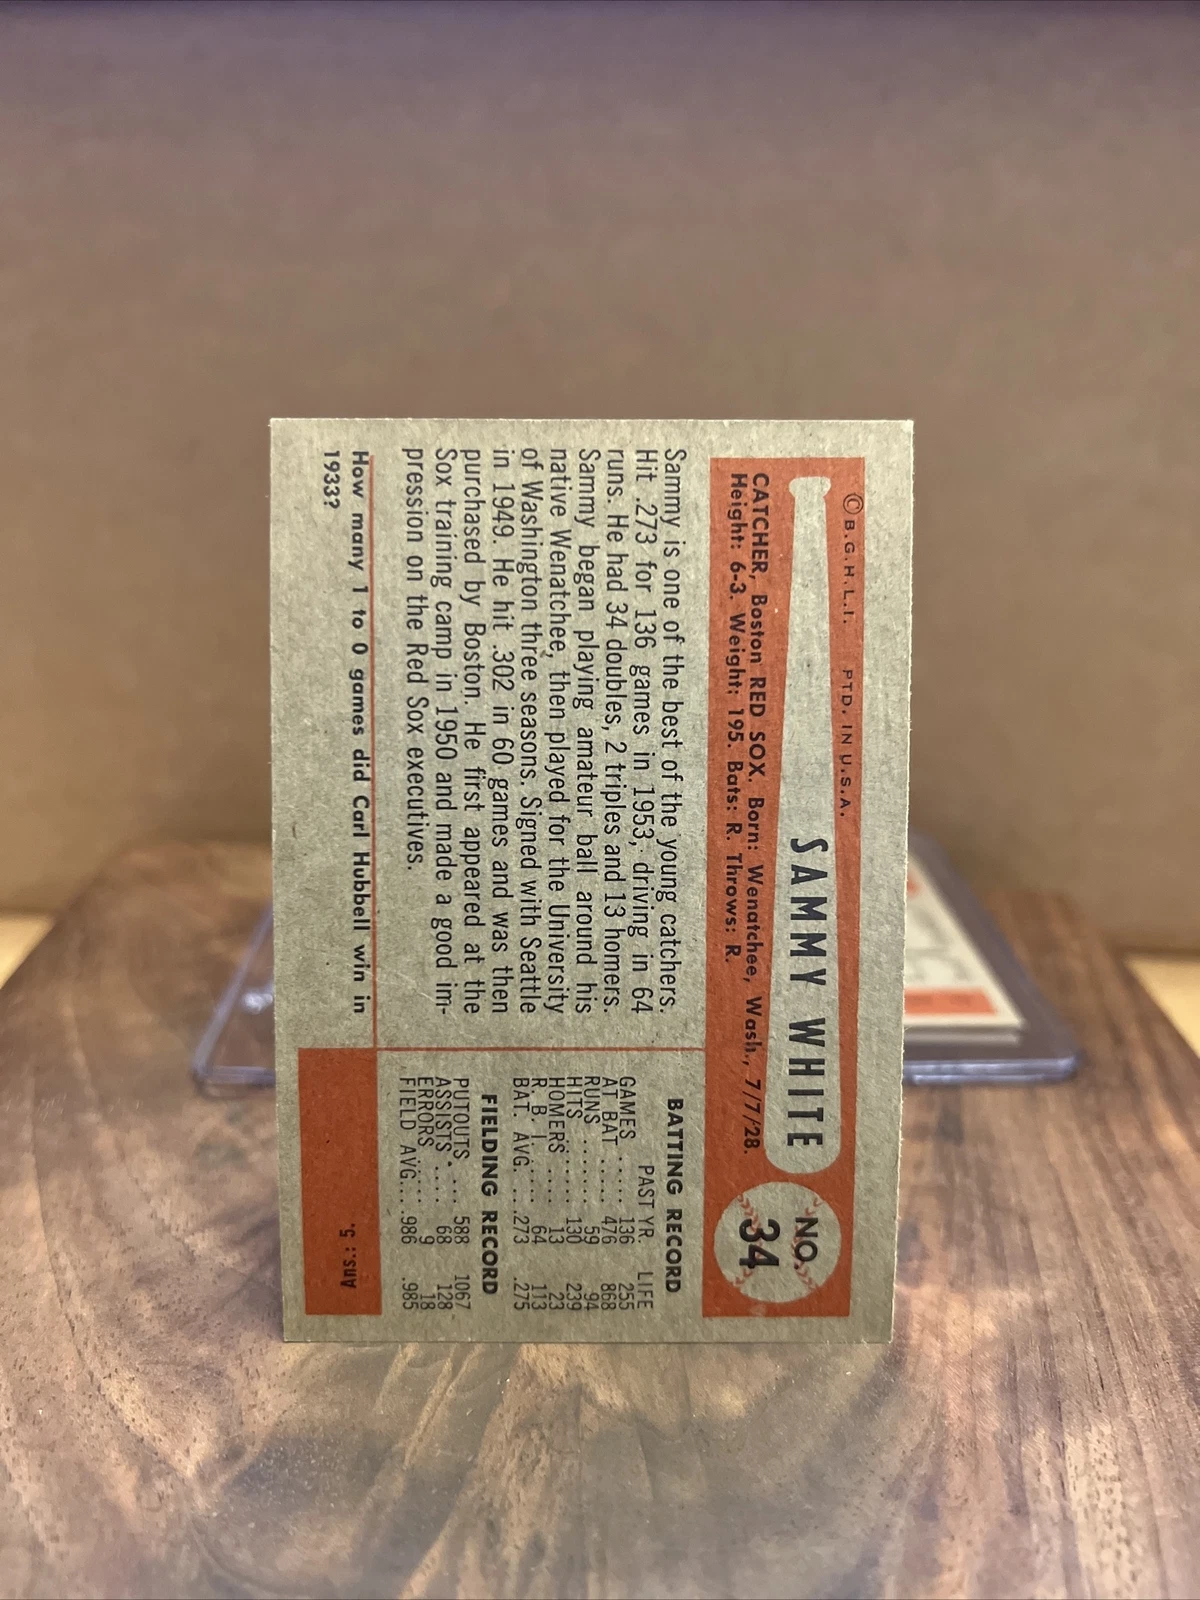 © B.G.H.L.I. PTD. IN U.S.A.
SAMMY WHITE
NO.
34
CATCHER, Boston RED SOX. Born: Wenatchee, Wash., 7/7/28.
Height: 6-3. Weight: 195. Bats: R. Throws: R.
Sammy is one of the best of the young catchers.
Hit .273 for 136 games in 1953, driving in 64
runs. He had 34 doubles, 2 triples and 13 homers.
Sammy began playing amateur ball around his
native Wenatchee, then played for the University
of Washington three seasons. Signed with Seattle
in 1949. He hit .302 in 60 games and was then
purchased by Boston. He first appeared at the
Sox training camp in 1950 and made a good im-
pression on the Red Sox executives.
BATTING RECORD
PAST YR. LIFE
GAMES ..... 136 255
AT BAT ..... 476 868
RUNS ...... 59 94
HITS ...... 130 239
HOMERS .... 13 23
R. B. I. .... 64 113
BAT. AVG. ... .273 .275
FIELDING RECORD
PUTOUTS .... 588 1067
ASSISTS .... 68 128
ERRORS .... 9 18
FIELD AVG.... .986 .985
How many 1 to 0 games did Carl Hubbell win in
1933?
Ans.: 5.